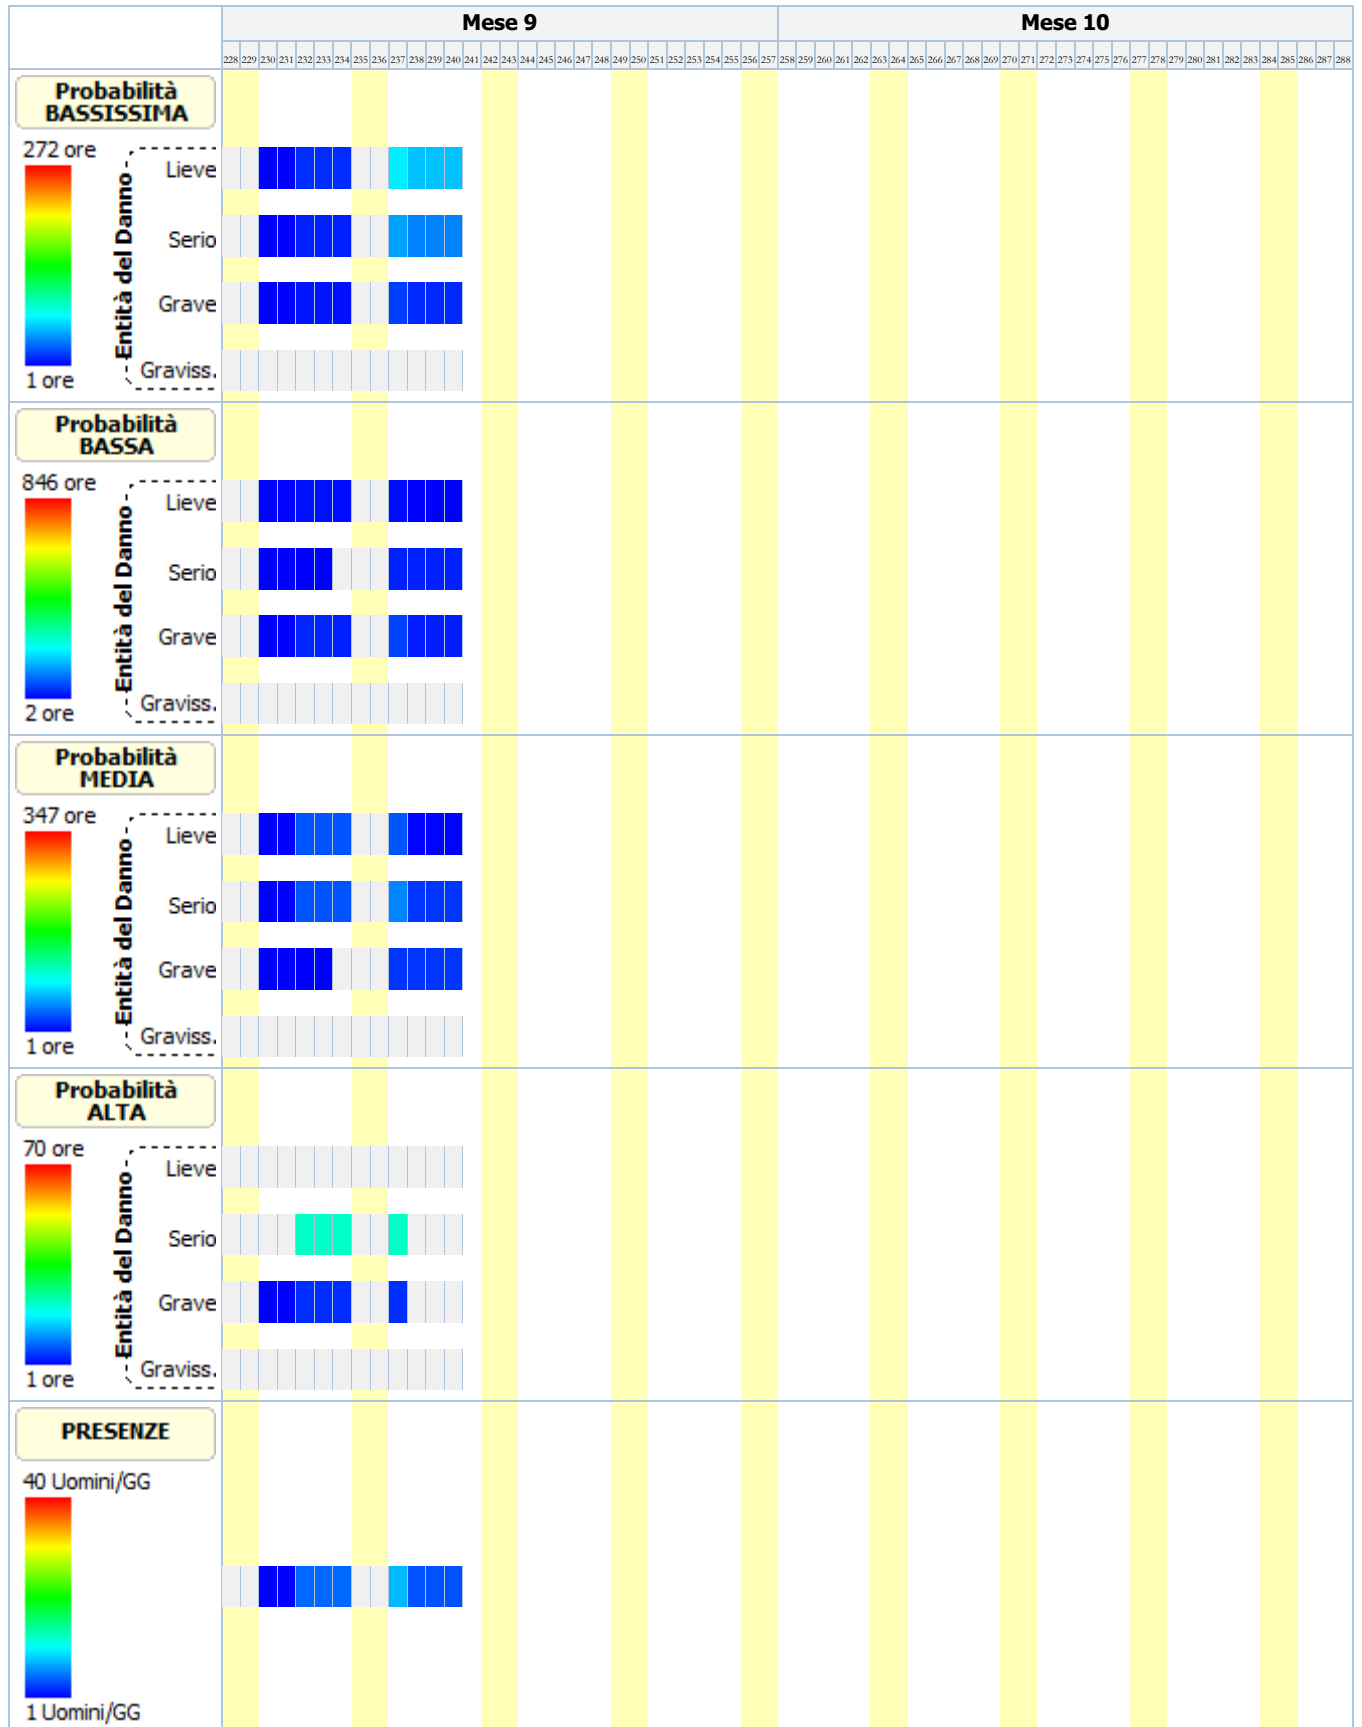 Mese 9 Mese 10
228 229 230 231 232 233 234 235 236 237 238 239 240 241 242 243 244 245 246 247 248 249 250 251 252 253 254 255 256 257 258 259 260 261 262 263 264 265 266 267 268 269 270 271 272 273 274 275 276 277 278 279 280 281 282 283 284 285 286 287 288
Probabilità
BASSISSIMA
272 ore
Entità del Danno
Lieve
Serio
Grave
Graviss.
1 ore
Probabilità
BASSA
846 ore
Entità del Danno
Lieve
Serio
Grave
Graviss.
2 ore
Probabilità
MEDIA
347 ore
Entità del Danno
Lieve
Serio
Grave
Graviss.
1 ore
Probabilità
ALTA
70 ore
Entità del Danno
Lieve
Serio
Grave
Graviss.
1 ore
PRESENZE
40 Uomini/GG
1 Uomini/GG